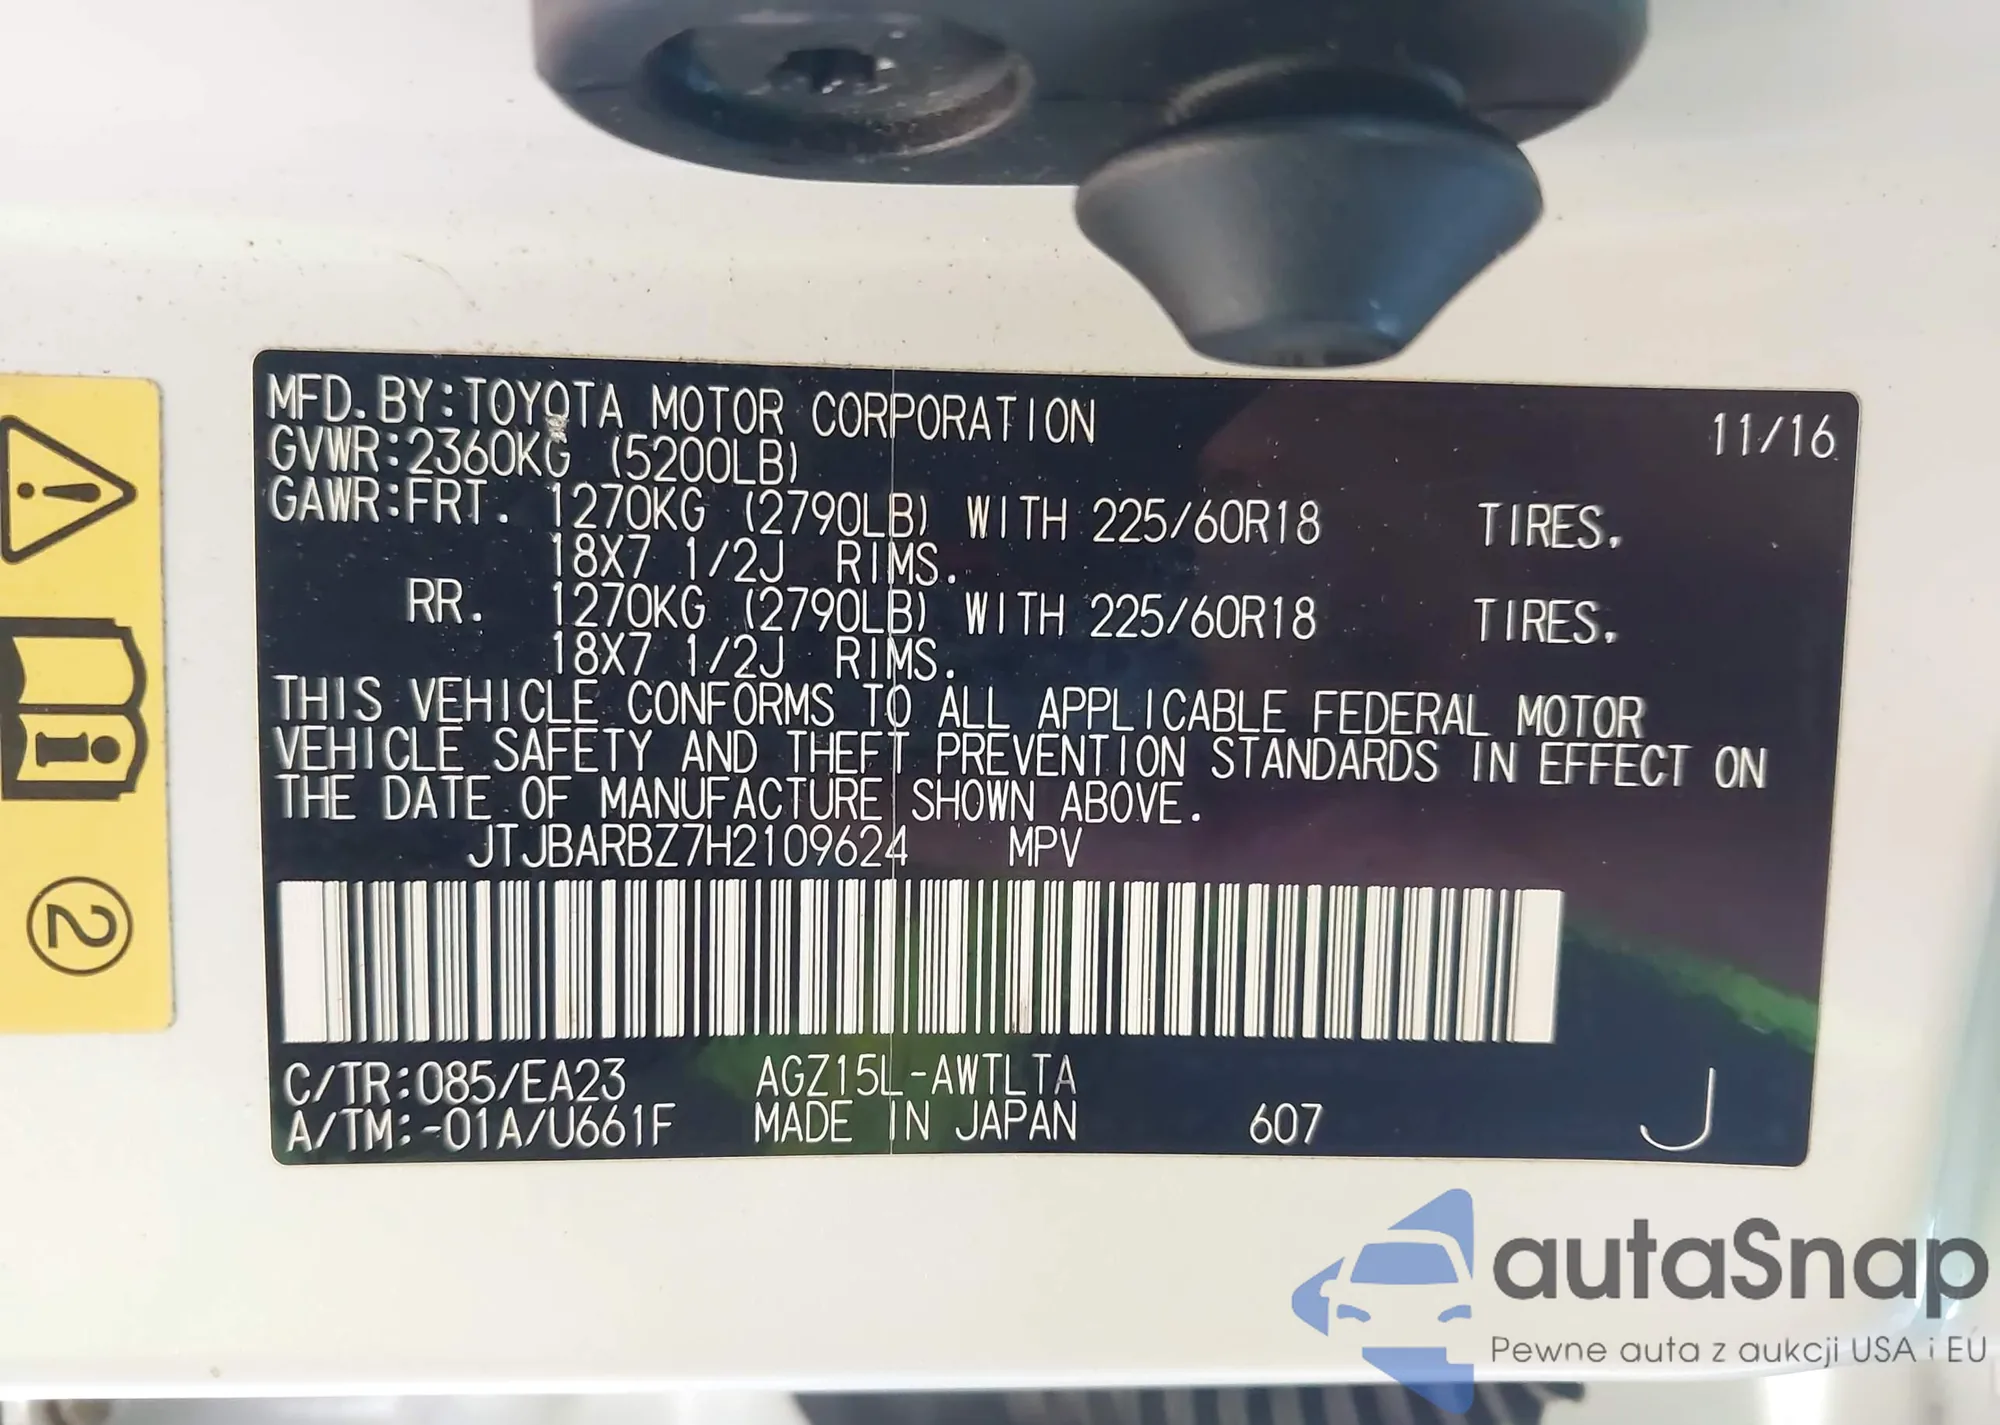 MFD. BY:TOYOTA MOTOR CORPORATION 11/16
GVWR:2360KG (5200LB)
GAWR:FRT. 1270KG (2790LB) WITH 225/60R18 TIRES.
18X7 1/2J RIMS.
RR. 1270KG (2790LB) WITH 225/60R18 TIRES.
18X7 1/2J RIMS.
THIS VEHICLE CONFORMS TO ALL APPLICABLE FEDERAL MOTOR
VEHICLE SAFETY AND THEFT PREVENTION STANDARDS IN EFFECT ON
THE DATE OF MANUFACTURE SHOWN ABOVE.
JTJBARBZ7H2109624 MPV
C/TR:085/EA23 AGZ15L-AWTLTA
A/TM:-01A/U661F MADE IN JAPAN 607 J
!
i
2
autaSnap
Pewne auta z aukcji USA i EU